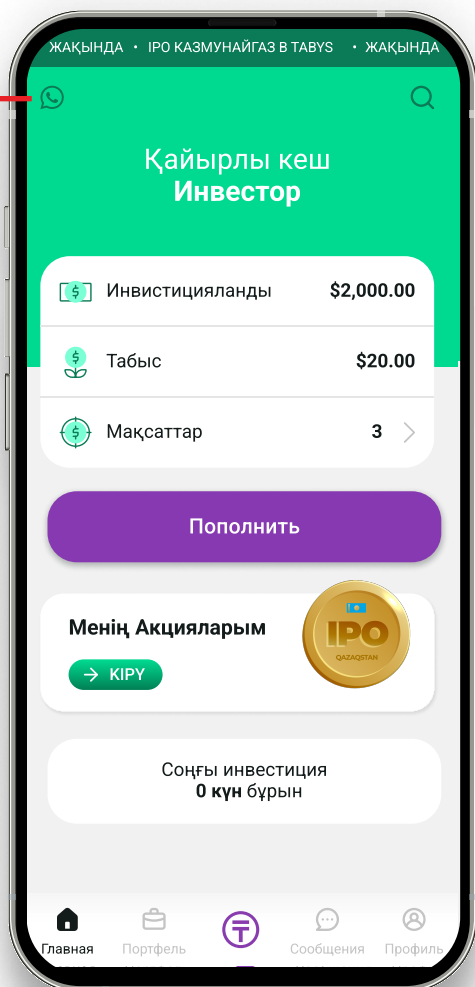 ЖАҚЫНДА • IPO КАЗМУНАЙГАЗ В TABYS • ЖАҚЫНДА
Қайырлы кеш
Инвестор
Инвистицияланды $2,000.00
Табыс $20.00
Мақсаттар 3
Пополнить
Менің Акцияларым
КІРУ
IPO
QAZAQSTAN
Соңғы инвестиция
0 күн бұрын
Главная Портфель Сообщения Профиль